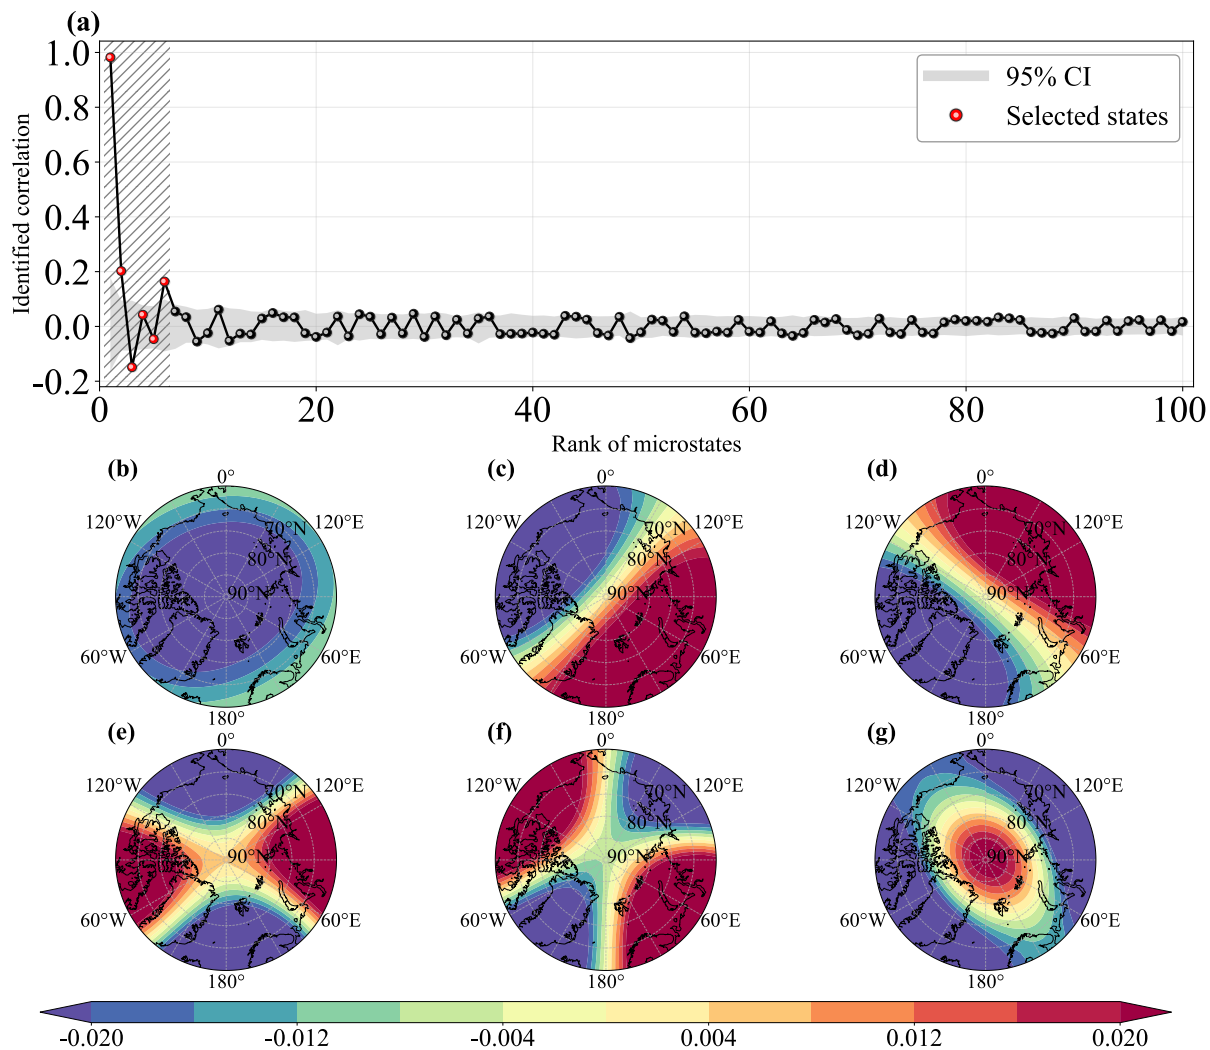 (a)
Identified correlation
1.0
0.8
0.6
0.4
0.2
0.0
-0.2
95% CI
Selected states
0 20 40 60 80 100
Rank of microstates
(b) (c) (d)
0° 0° 0°
120°W 120°E 120°W 120°E 120°W 120°E
70°N 70°N 70°N
80°N 80°N 80°N
90°N 90°N 90°N
60°W 60°E 60°W 60°E 60°W 60°E
180° 180° 180°
(e) (f) (g)
0° 0° 0°
120°W 120°E 120°W 120°E 120°W 120°E
70°N 70°N 70°N
80°N 80°N 80°N
90°N 90°N 90°N
60°W 60°E 60°W 60°E 60°W 60°E
180° 180° 180°
-0.020 -0.012 -0.004 0.004 0.012 0.020